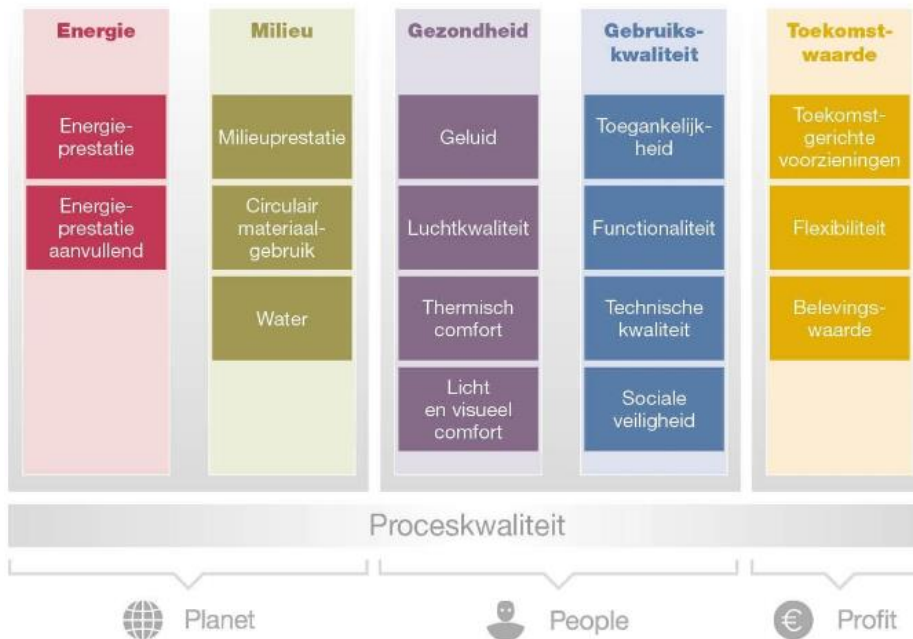 Energie
Energie-
prestatie
Energie-
prestatie
aanvullend
Milieu
Milieuprestatie
Circulair
materiaal-
gebruik
Water
Gezondheid
Geluid
Luchtkwaliteit
Thermisch
comfort
Licht
en visueel
comfort
Gebruiks-
kwaliteit
Toegankelijk-
heid
Functionaliteit
Technische
kwaliteit
Sociale
veiligheid
Toekomst-
waarde
Toekomst-
gerichte
voorzieningen
Flexibiliteit
Belevings-
waarde
Proceskwaliteit
Planet
People
€ Profit